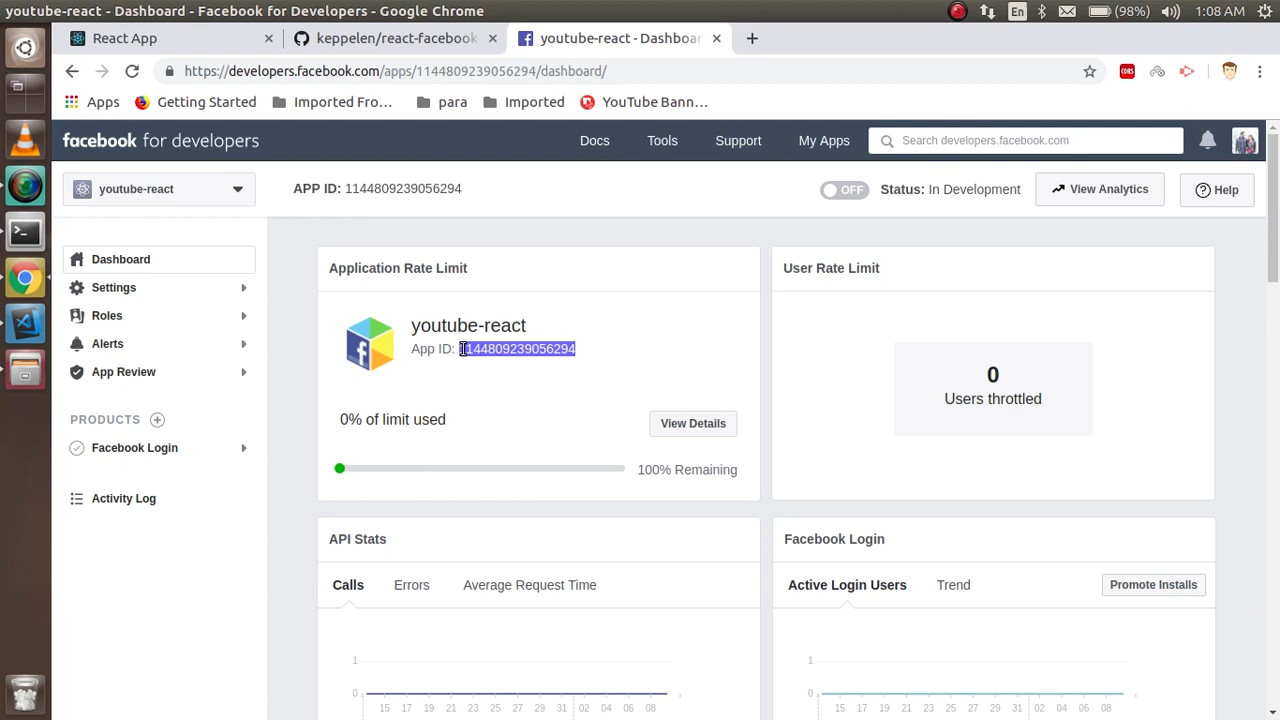 youtube-react - Dashboard - Facebook for Developers - Google Chrome
En
(98%)
1:08 AM
React App
keppelen/react-facebook
youtube-react - Dashboar
https://developers.facebook.com/apps/1144809239056294/dashboard/
CORS
Apps
Getting Started
Imported Fro...
para
Imported
YouTube Bann...
facebook for developers
Docs
Tools
Support
My Apps
Search developers.facebook.com
youtube-react
APP ID: 1144809239056294
OFF
Status: In Development
View Analytics
Help
Dashboard
Settings
Roles
Alerts
App Review
PRODUCTS
Facebook Login
Activity Log
Application Rate Limit
youtube-react
App ID: 1144809239056294
0% of limit used
View Details
100% Remaining
User Rate Limit
0
Users throttled
API Stats
Calls
Errors
Average Request Time
1
0
15 17 19 21 23 25 27 29 31 02 04 06 08
Facebook Login
Active Login Users
Trend
Promote Installs
1
0
15 17 19 21 23 25 27 29 31 02 04 06 08